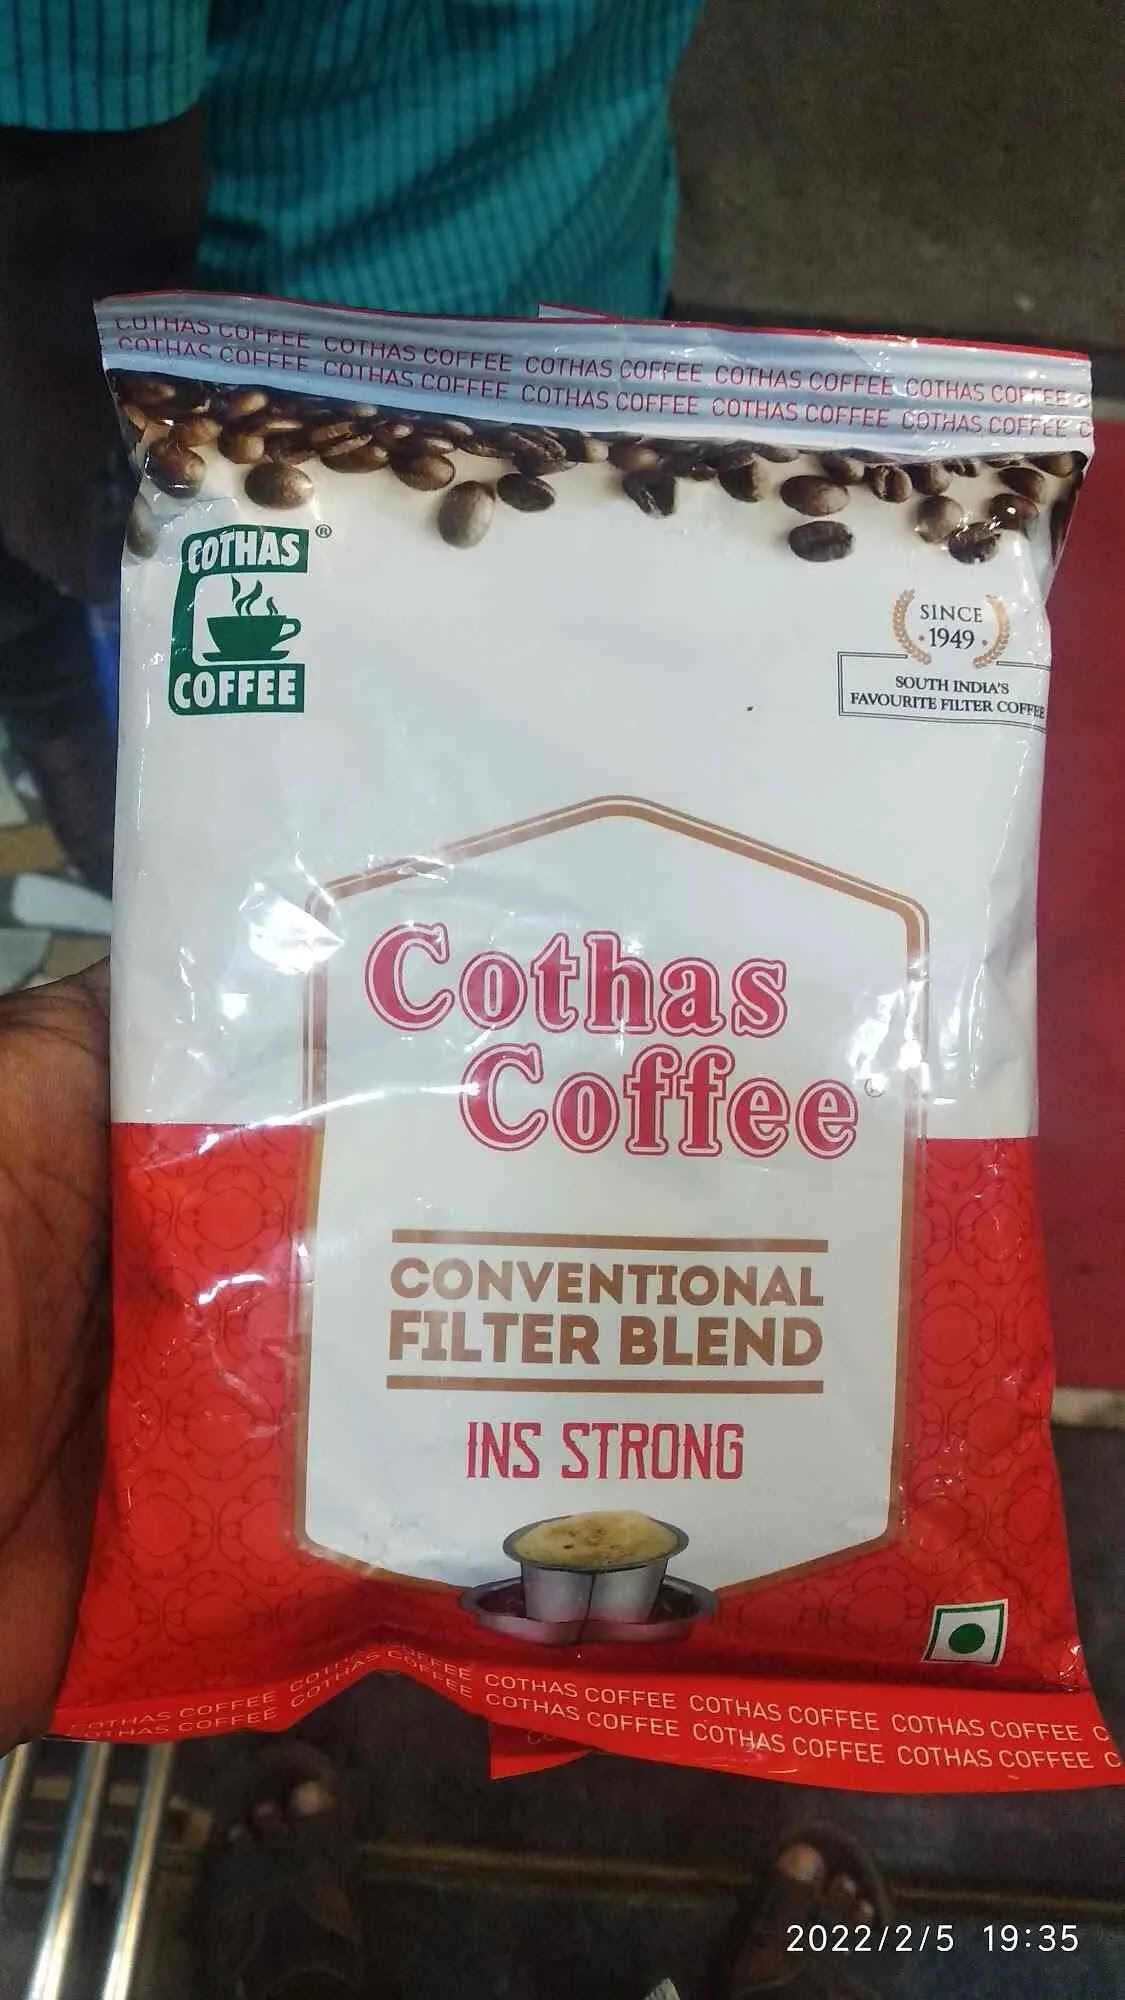 COTHAS COFFEE COTHAS COFFEE COTHAS COFFEE COTHAS COFFEE COTHAS COFFEE C
COTHAS COFFEE COTHAS COFFEE COTHAS COFFEE COTHAS COFFEE COTHAS COFFEE C
COTHAS ®
COFFEE
SINCE
1949
SOUTH INDIA'S
FAVOURITE FILTER COFFEE
Cothas
Coffee ®
CONVENTIONAL
FILTER BLEND
INS STRONG
COTHAS COFFEE COTHAS COFFEE COTHAS COFFEE COTHAS COFFEE COTHAS COFFEE C
COTHAS COFFEE COTHAS COFFEE COTHAS COFFEE COTHAS COFFEE COTHAS COFFEE C
2022/2/5 19:35